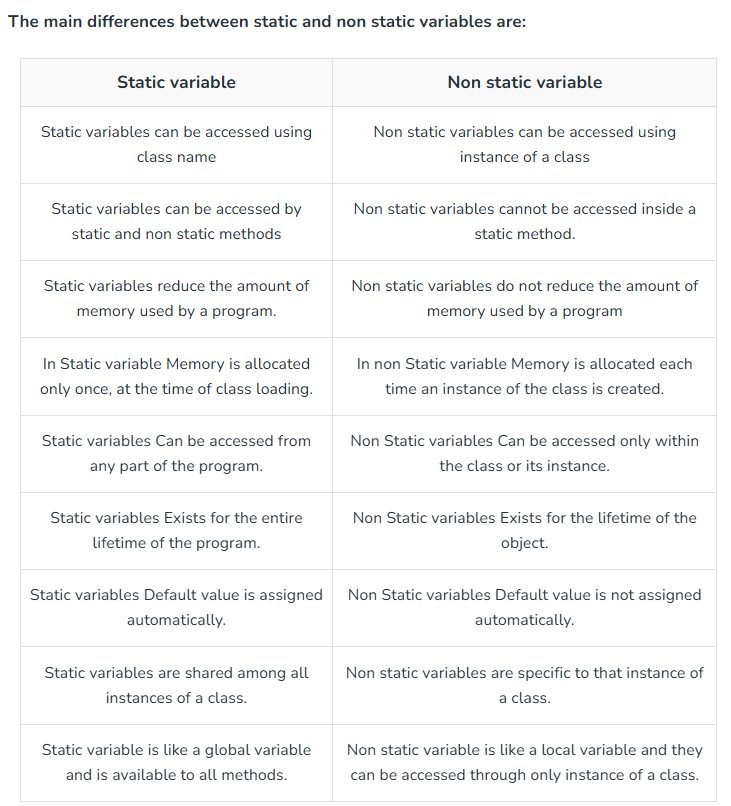 The main differences between static and non static variables are:
Static variable
Non static variable
Static variables can be accessed using
class name
Non static variables can be accessed using
instance of a class
Static variables can be accessed by
static and non static methods
Non static variables cannot be accessed inside a
static method.
Static variables reduce the amount of
memory used by a program.
Non static variables do not reduce the amount of
memory used by a program
In Static variable Memory is allocated
only once, at the time of class loading.
In non Static variable Memory is allocated each
time an instance of the class is created.
Static variables Can be accessed from
any part of the program.
Non Static variables Can be accessed only within
the class or its instance.
Static variables Exists for the entire
lifetime of the program.
Non Static variables Exists for the lifetime of the
object.
Static variables Default value is assigned
automatically.
Non Static variables Default value is not assigned
automatically.
Static variables are shared among all
instances of a class.
Non static variables are specific to that instance of
a class.
Static variable is like a global variable
and is available to all methods.
Non static variable is like a local variable and they
can be accessed through only instance of a class.